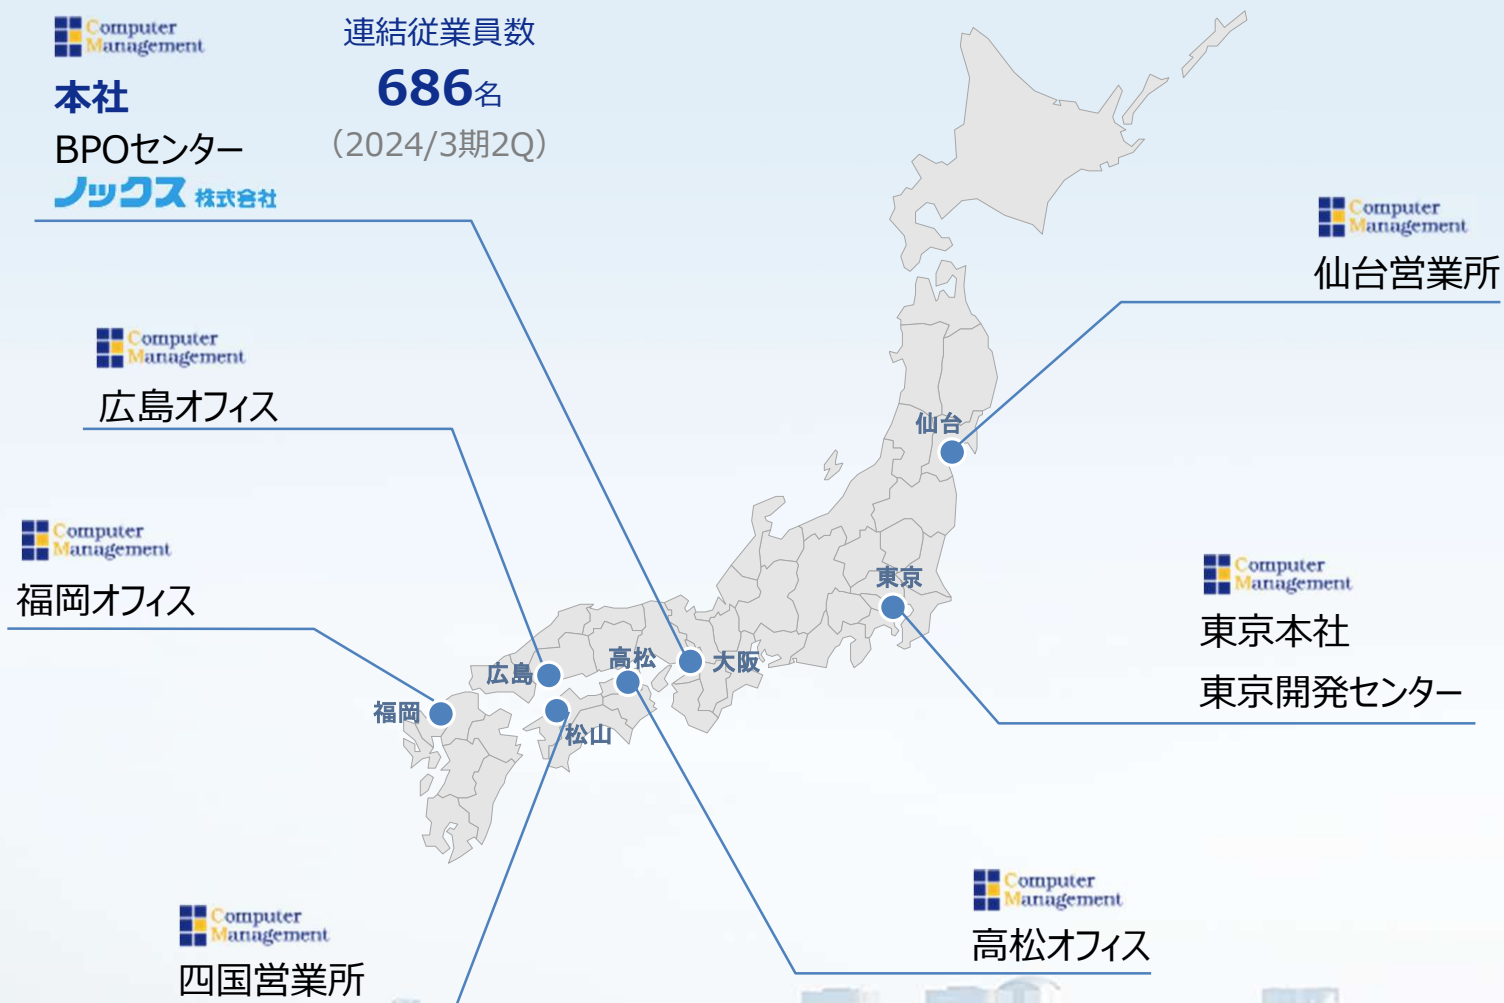 Computer
Management
本社
BPOセンター
ノックス 株式会社
連結従業員数
686名
（2024/3期2Q）
Computer
Management
仙台営業所
Computer
Management
広島オフィス
仙台
Computer
Management
福岡オフィス
東京
Computer
Management
東京本社
東京開発センター
広島
高松
大阪
福岡
松山
Computer
Management
高松オフィス
Computer
Management
四国営業所